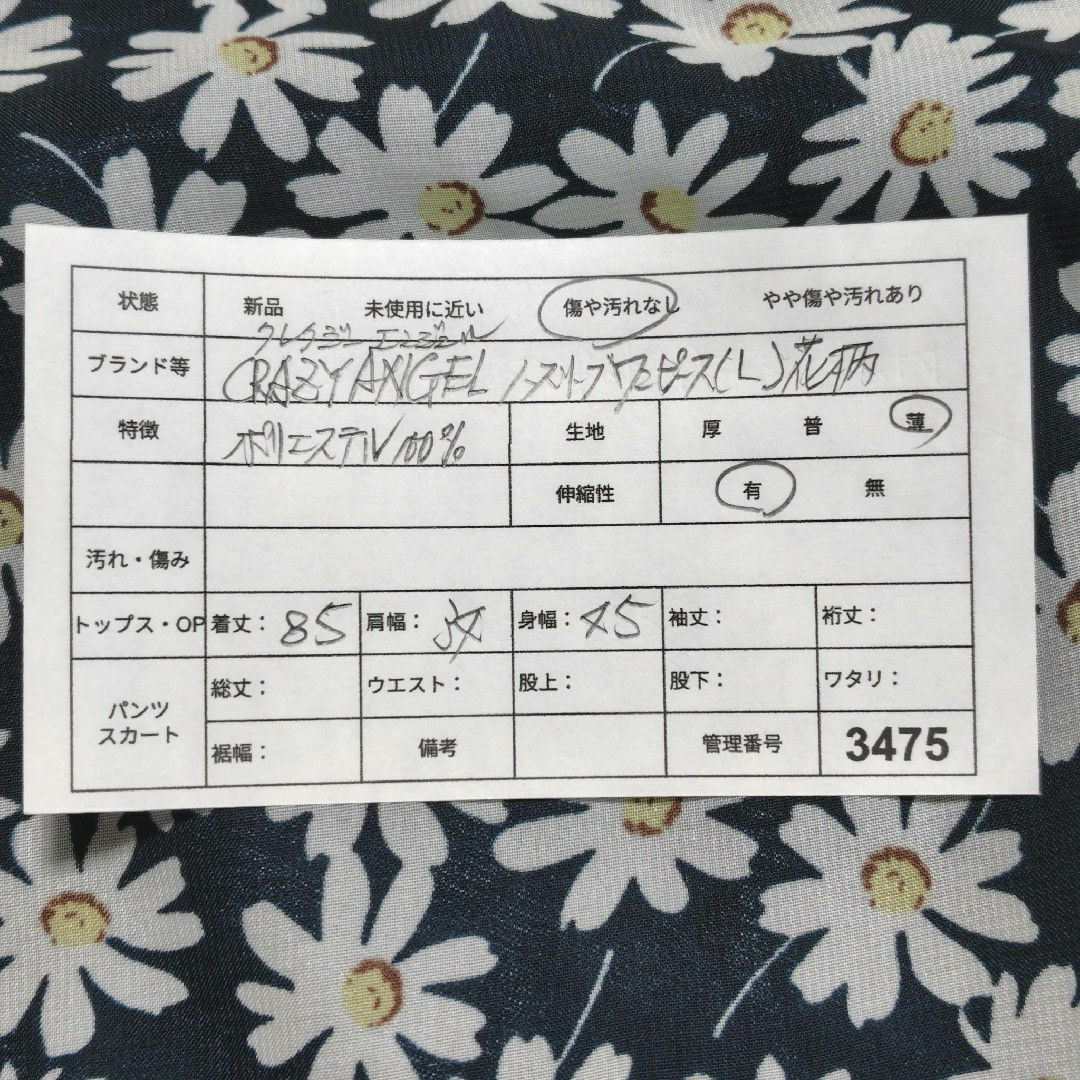 状態 新品 未使用に近い 傷や汚れなし やや傷や汚れあり
クレイジーエンジェル
ブランド等 CRAZY ANGEL ノースリーブワンピース(L)花柄
特徴 ポリエステル100% 生地 厚 普 薄
伸縮性 有 無
汚れ・傷み
トップス・OP 着丈: 85 肩幅: 身幅: 45 袖丈: 裄丈:
パンツ スカート 総丈: ウエスト: 股上: 股下: ワタリ:
裾幅: 備考 管理番号 3475